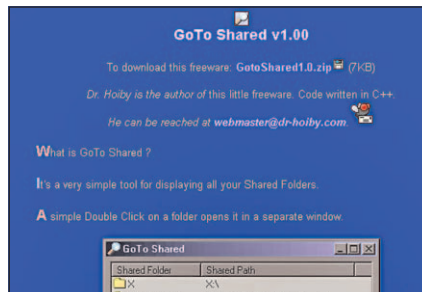 GoTo Shared v1.00
To download this freeware: GotoShared1.0.zip (7KB)
Dr. Hoiby is the author of this little freeware. Code written in C++.
He can be reached at webmaster@dr-hoiby.com.
What is GoTo Shared ?
It's a very simple tool for displaying all your Shared Folders.
A simple Double Click on a folder opens it in a separate window.
GoTo Shared
Shared Folder Shared Path
X X:\